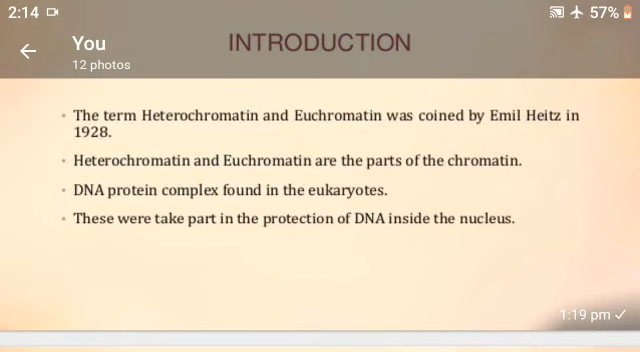 2:14 57%
You
12 photos
INTRODUCTION
• The term Heterochromatin and Euchromatin was coined by Emil Heitz in
1928.
• Heterochromatin and Euchromatin are the parts of the chromatin.
• DNA protein complex found in the eukaryotes.
• These were take part in the protection of DNA inside the nucleus.
1:19 pm